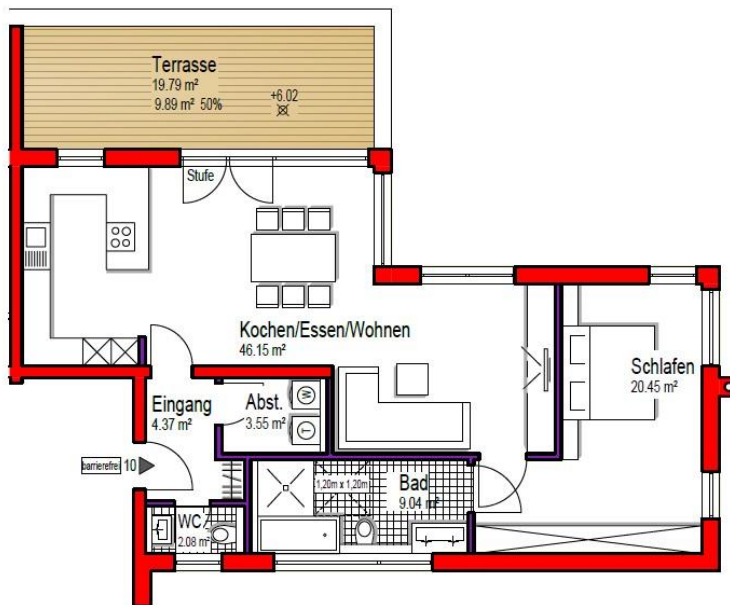 Terrasse
19.79 m²
9.89 m² 50%
+6.02
Stufe
Kochen/Essen/Wohnen
46.15 m²
Schlafen
20.45 m²
Eingang
4.37 m²
Abst.
3.55 m²
W
T
barrierefrei 10
1,20m x 1,20m
Bad
9.04 m²
WC
2.08 m²